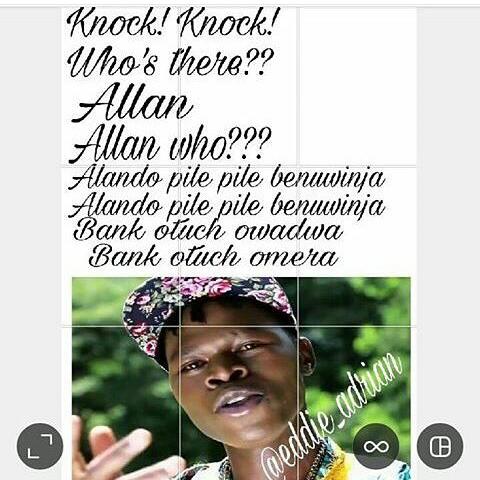 Knock! Knock!
Who's there??
Allan
Allan who???
Alando pile pile benuwinja
Alando pile pile benuwinja
Bank otuch owadwa
Bank otuch omera
@eddie_adrian